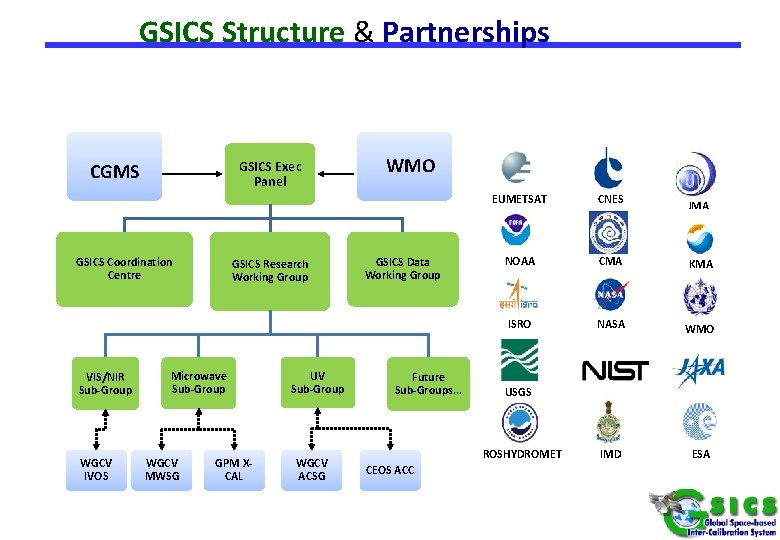 GSICS Structure & Partnerships
CGMS
GSICS Exec
Panel
WMO
GSICS Coordination
Centre
GSICS Research
Working Group
GSICS Data
Working Group
VIS/NIR
Sub-Group
Microwave
Sub-Group
UV
Sub-Group
Future
Sub-Groups...
WGCV
IVOS
WGCV
MWSG
GPM X-
CAL
WGCV
ACSG
CEOS ACC
EUMETSAT
CNES
JMA
NOAA
CMA
KMA
isro
NASA
ISRO
NASA
WMO
NIST
JAXA
USGS
ROSHYDROMET
IMD
ESA
GSICS
Global Space-based
Inter-Calibration System